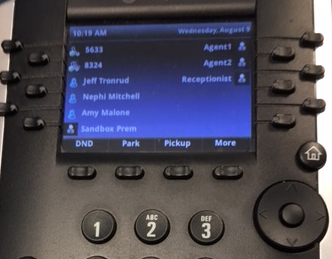 10:19 AM Wednesday, August 9
5633 Agent1
8324 Agent2
Jeff Tronrud Receptionist
Nephi Mitchell
Amy Malone
Sandbox Prem
DND Park Pickup More
ABC DEF
1 2 3